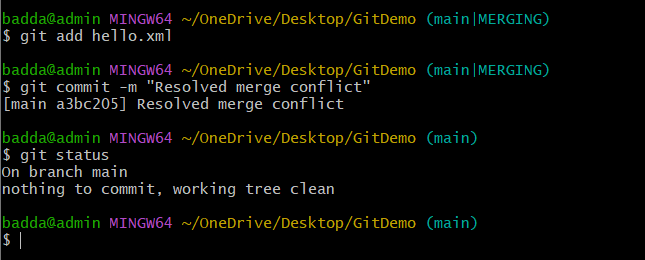 badda@admin MINGW64 ~/OneDrive/Desktop/GitDemo (main|MERGING)
$ git add hello.xml
badda@admin MINGW64 ~/OneDrive/Desktop/GitDemo (main|MERGING)
$ git commit -m "Resolved merge conflict"
[main a3bc205] Resolved merge conflict
badda@admin MINGW64 ~/OneDrive/Desktop/GitDemo (main)
$ git status
On branch main
nothing to commit, working tree clean
badda@admin MINGW64 ~/OneDrive/Desktop/GitDemo (main)
$